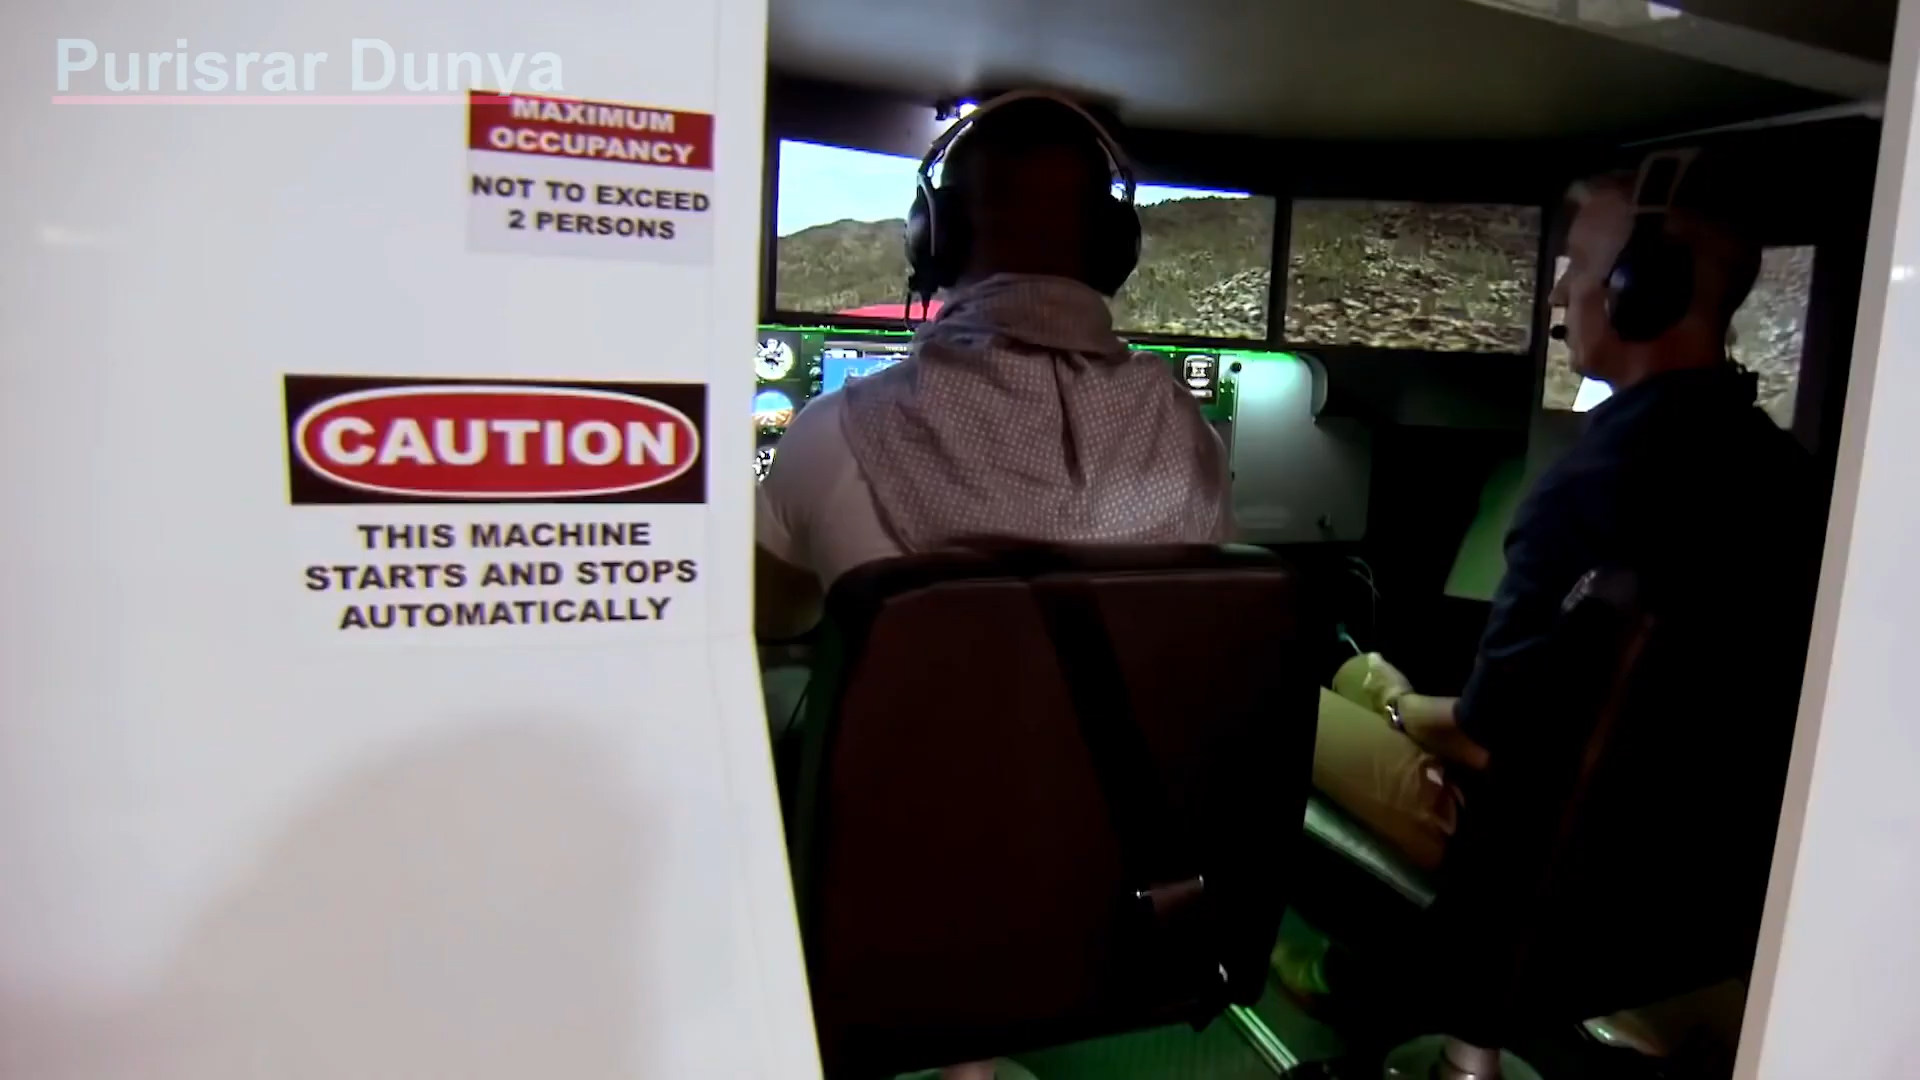 Purisrar Dunya
MAXIMUM
OCCUPANCY
NOT TO EXCEED
2 PERSONS
CAUTION
THIS MACHINE
STARTS AND STOPS
AUTOMATICALLY